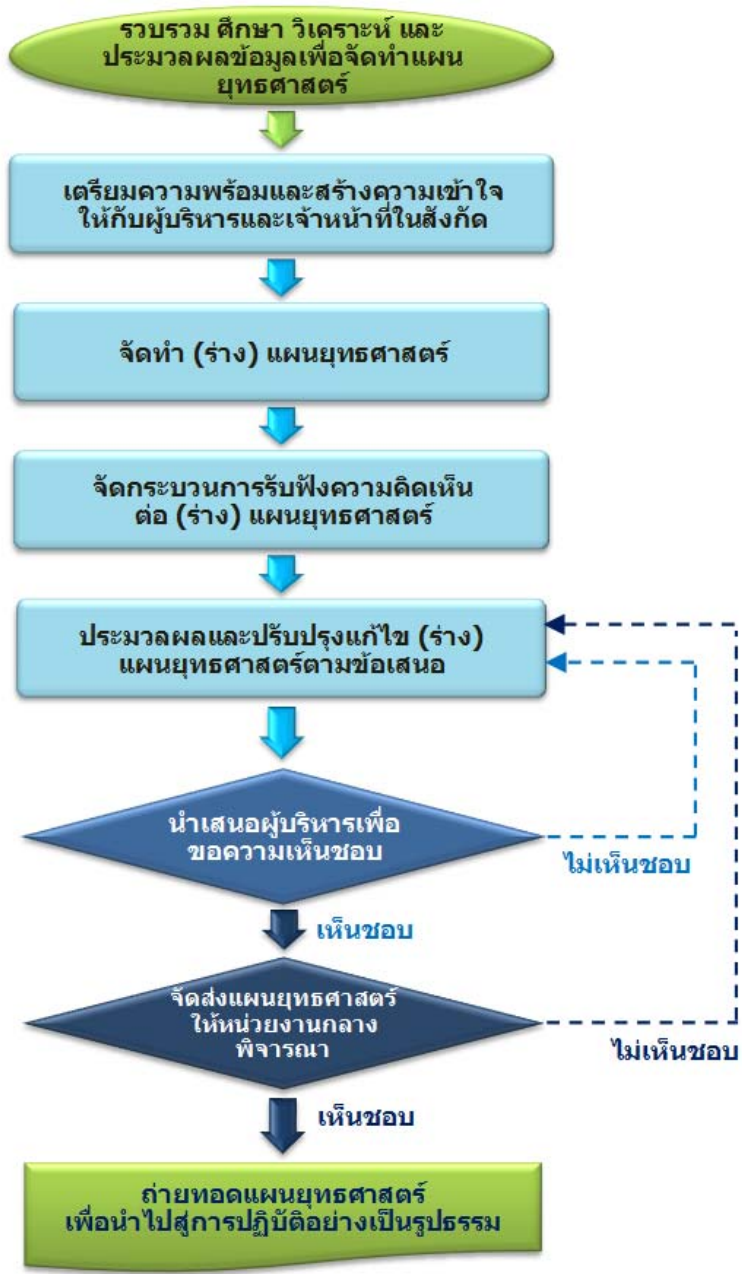 รวบรวม ศึกษา วิเคราะห์ และ
ประมวลผลข้อมูลเพื่อจัดทำแผน
ยุทธศาสตร์
เตรียมความพร้อมและสร้างความเข้าใจ
ให้กับผู้บริหารและเจ้าหน้าที่ในสังกัด
จัดทำ (ร่าง) แผนยุทธศาสตร์
จัดกระบวนการรับฟังความคิดเห็น
ต่อ (ร่าง) แผนยุทธศาสตร์
ประมวลผลและปรับปรุงแก้ไข (ร่าง)
แผนยุทธศาสตร์ตามข้อเสนอ
นำเสนอผู้บริหารเพื่อ
ขอความเห็นชอบ
ไม่เห็นชอบ
เห็นชอบ
จัดส่งแผนยุทธศาสตร์
ให้หน่วยงานกลาง
พิจารณา
ไม่เห็นชอบ
เห็นชอบ
ถ่ายทอดแผนยุทธศาสตร์
เพื่อนำไปสู่การปฏิบัติอย่างเป็นรูปธรรม